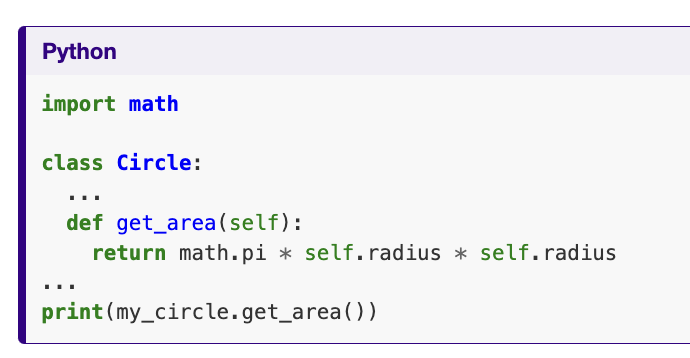 Python
import math
class Circle:
  ...
  def get_area(self):
    return math.pi * self.radius * self.radius
...
print(my_circle.get_area())